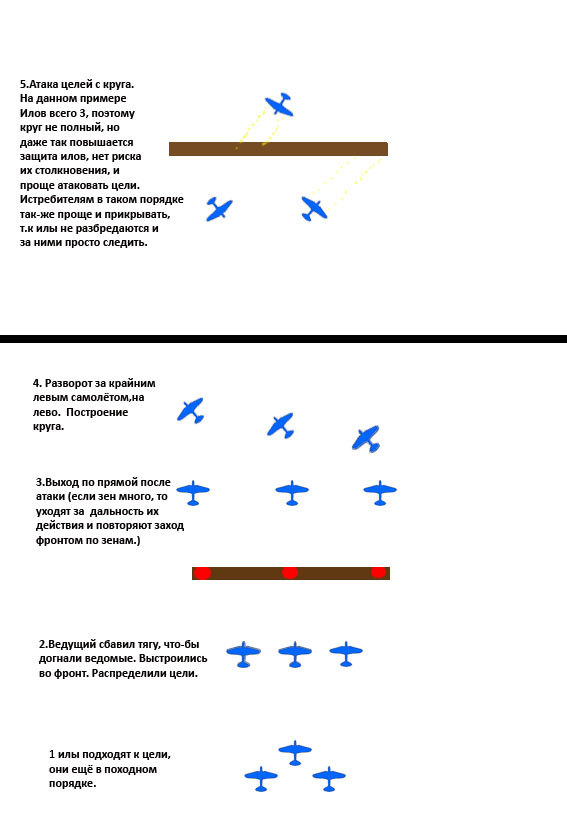 5.Атака целей с круга.
На данном примере
Илов всего 3, поэтому
круг не полный, но
даже так повышается
защита илов, нет риска
их столкновения, и
проще атаковать цели.
Истребителям в таком порядке
так-же проще и прикрывать,
т.к илы не разбредаются и
за ними просто следить.
4. Разворот за крайним
левым самолётом,на
лево. Построение
круга.
3.Выход по прямой после
атаки (если зен много, то
уходят за дальность их
действия и повторяют заход
фронтом по зенам.)
2.Ведущий сбавил тягу, что-бы
догнали ведомые. Выстроились
во фронт. Распределили цели.
1 илы подходят к цели,
они ещё в походном
порядке.